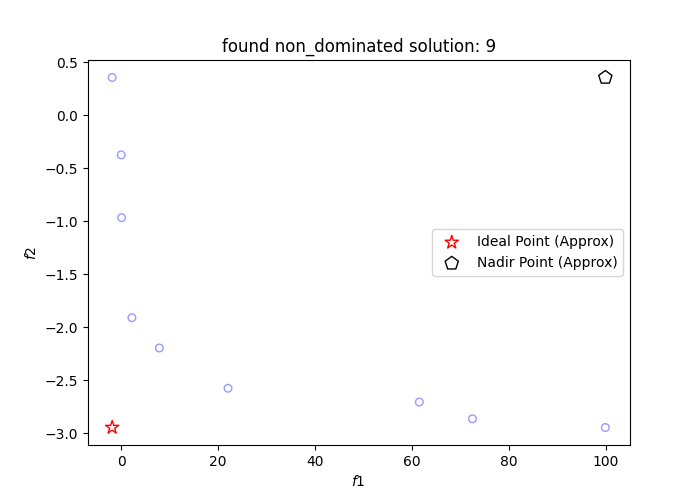 found non_dominated solution: 9
0.5
0.0
−0.5
−1.0
−1.5
−2.0
−2.5
−3.0
f2
Ideal Point (Approx)
Nadir Point (Approx)
0 20 40 60 80 100
f1